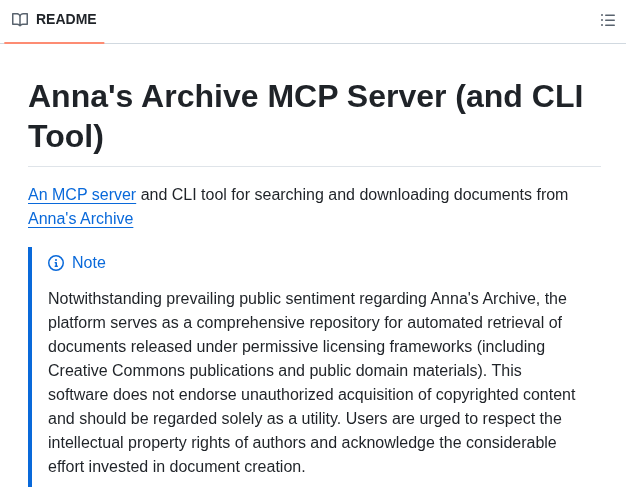 README
Anna's Archive MCP Server (and CLI
Tool)
An MCP server and CLI tool for searching and downloading documents from
Anna's Archive
Note
Notwithstanding prevailing public sentiment regarding Anna's Archive, the
platform serves as a comprehensive repository for automated retrieval of
documents released under permissive licensing frameworks (including
Creative Commons publications and public domain materials). This
software does not endorse unauthorized acquisition of copyrighted content
and should be regarded solely as a utility. Users are urged to respect the
intellectual property rights of authors and acknowledge the considerable
effort invested in document creation.